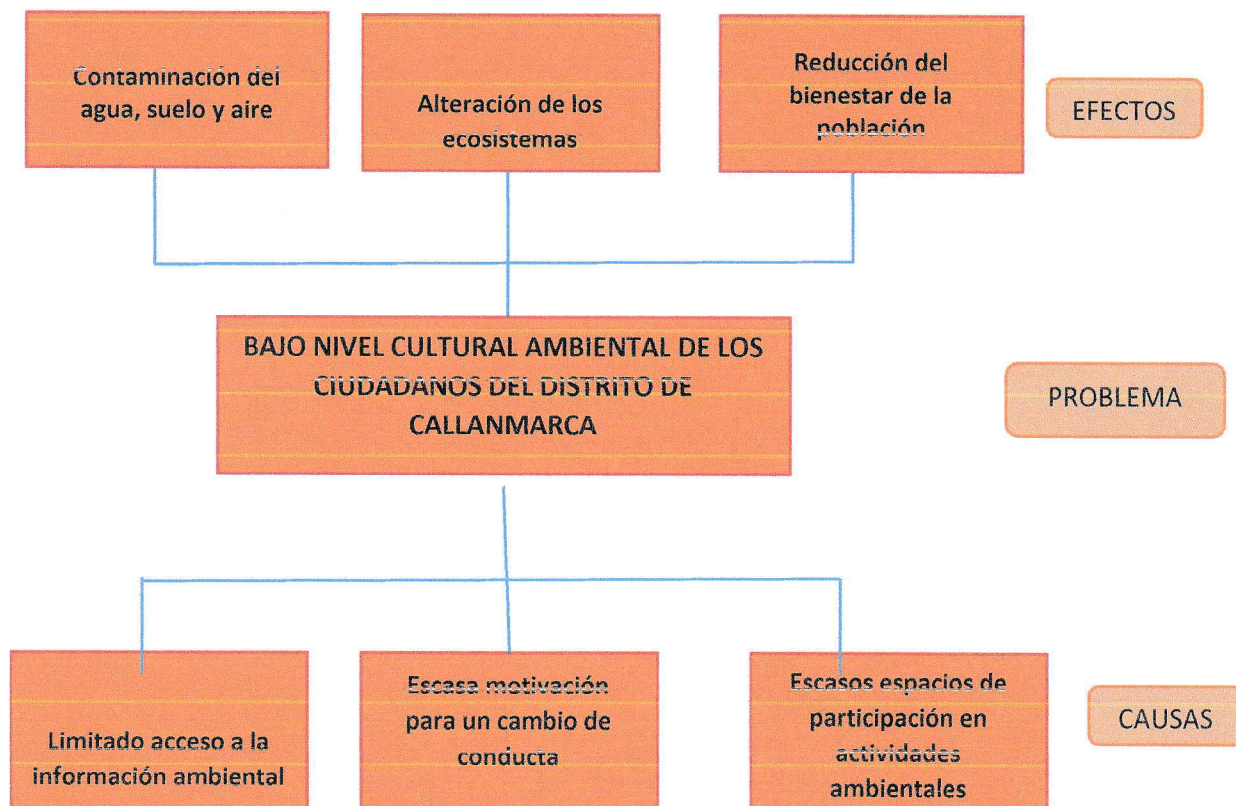 Contaminación del
agua, suelo y aire
Alteración de los
ecosistemas
Reducción del
bienestar de la
población
EFECTOS
BAJO NIVEL CULTURAL AMBIENTAL DE LOS
CIUDADANOS DEL DISTRITO DE
CALLANMARCA
PROBLEMA
Limitado acceso a la
información ambiental
Escasa motivación
para un cambio de
conducta
Escasos espacios de
participación en
actividades
ambientales
CAUSAS